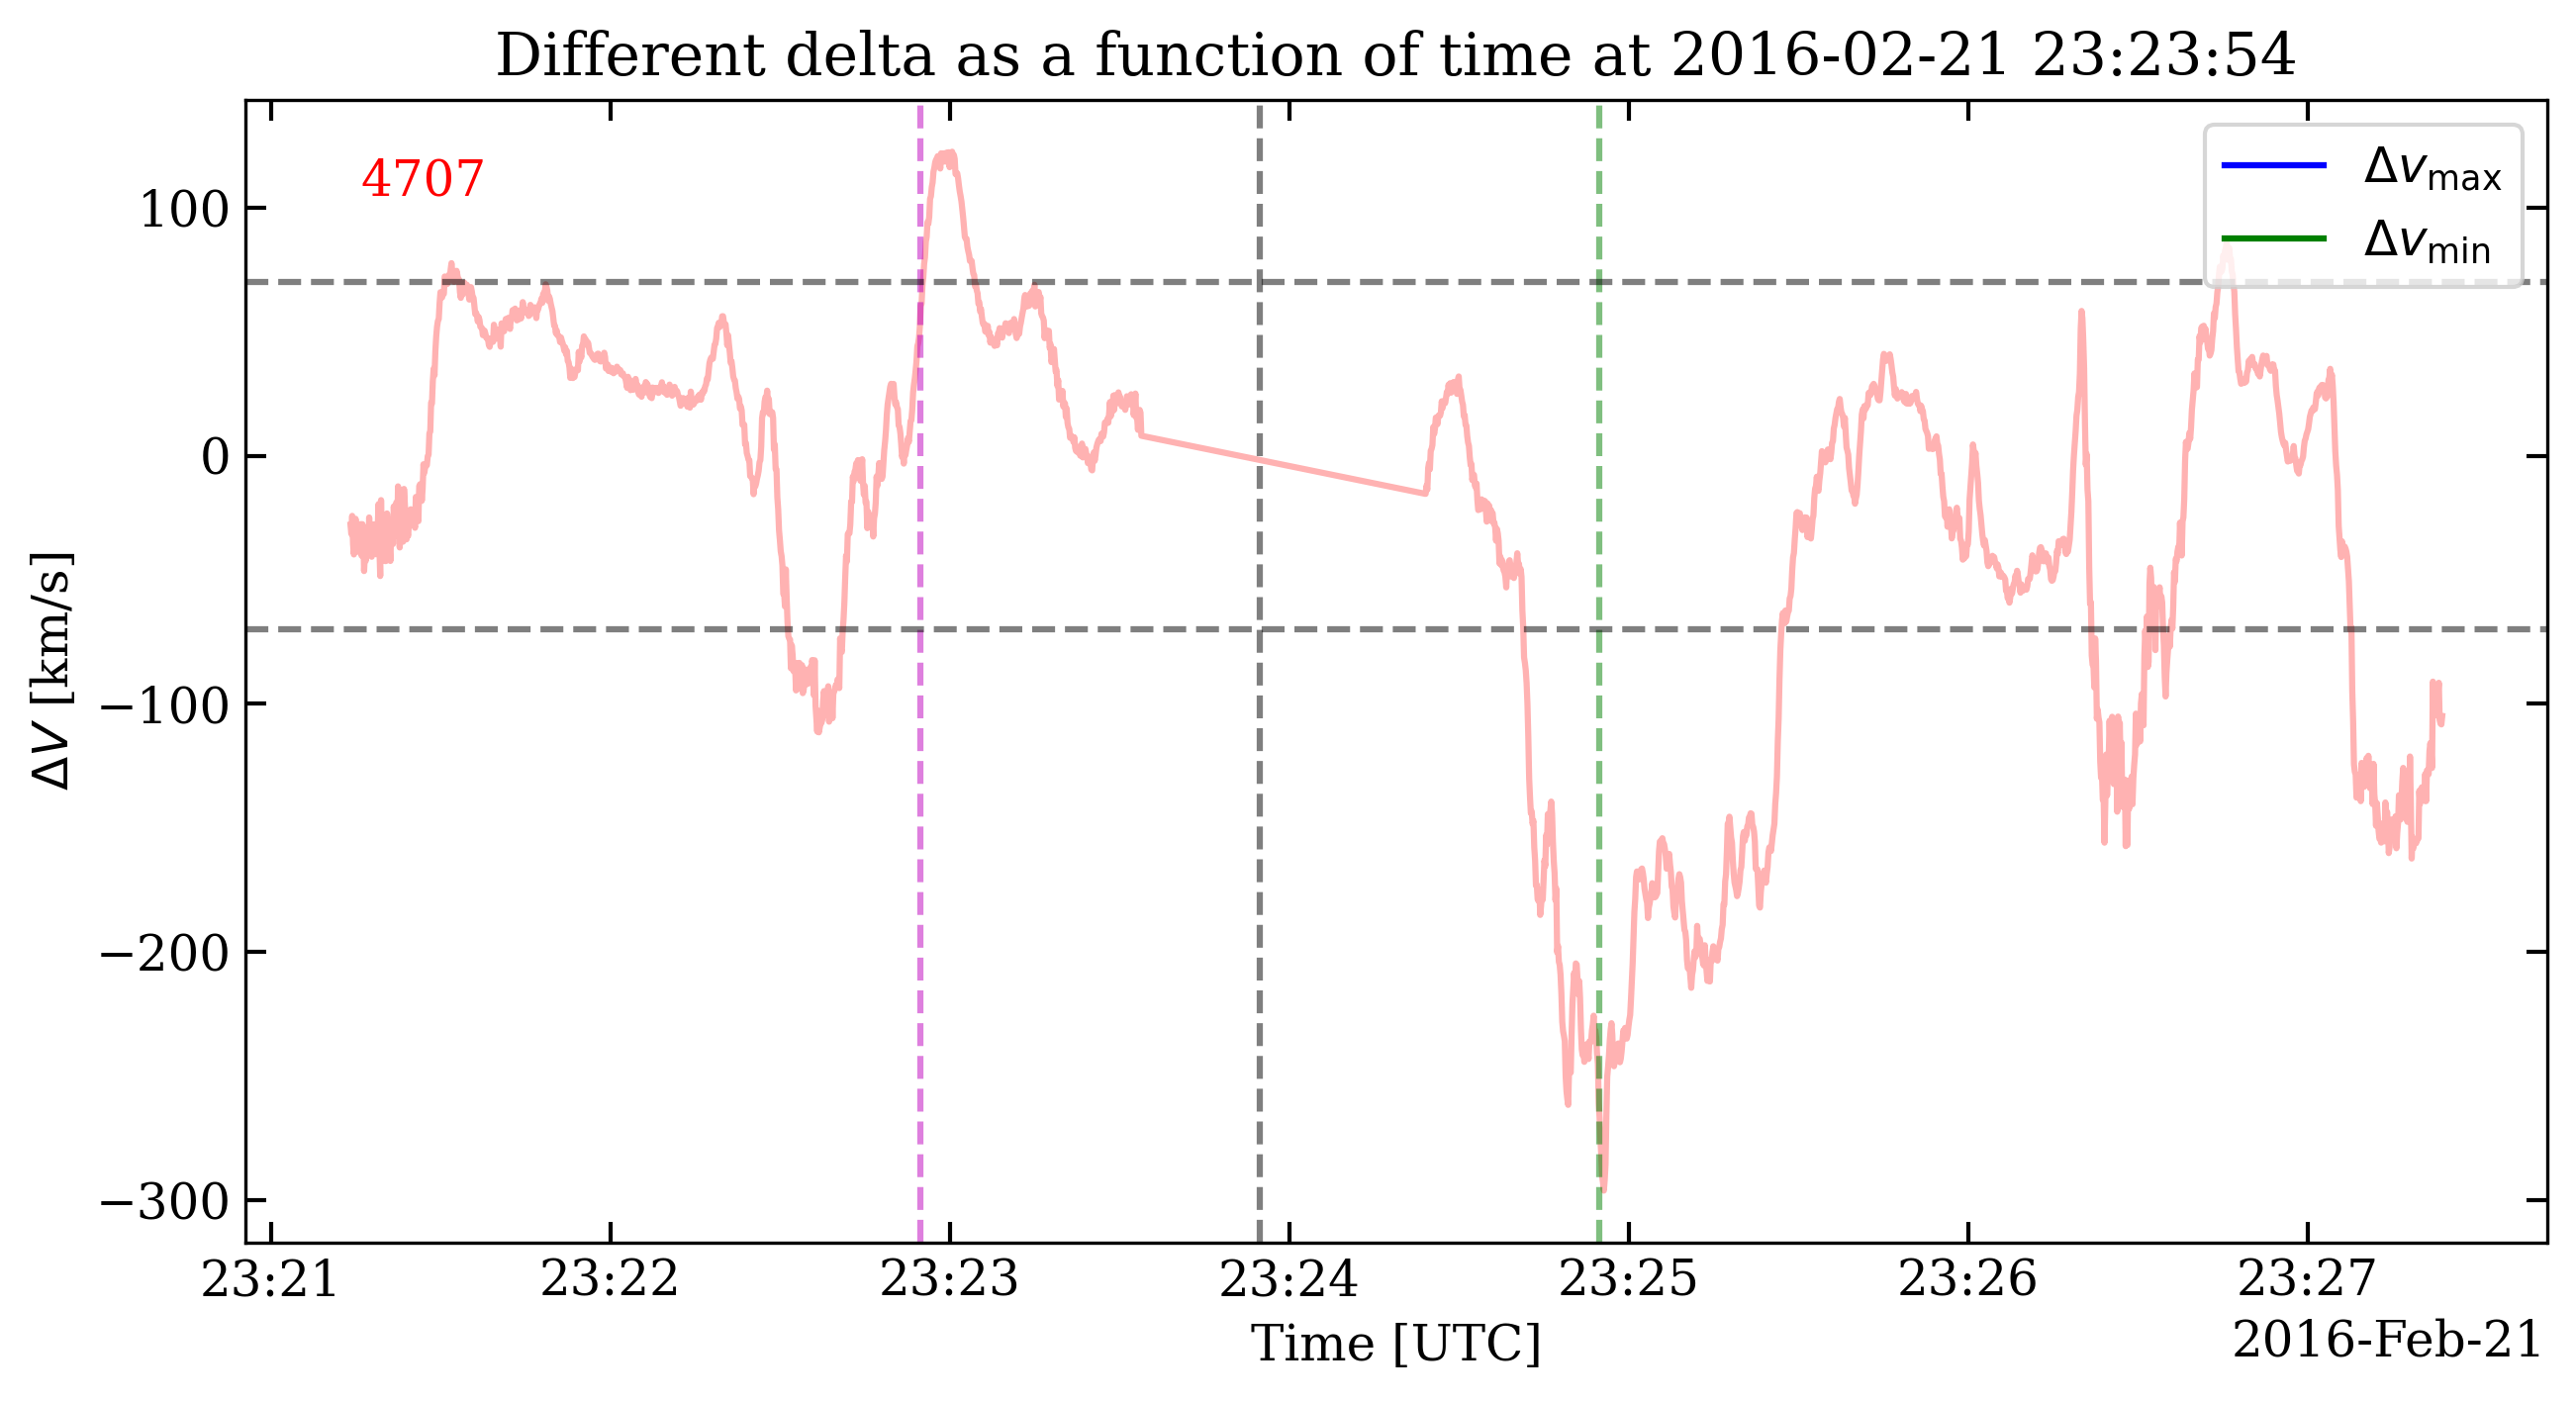 Different delta as a function of time at 2016-02-21 23:23:54
4707
Δv_max
Δv_min
ΔV [km/s]
100
0
−100
−200
−300
23:21 23:22 23:23 23:24 23:25 23:26 23:27
Time [UTC]
2016-Feb-21